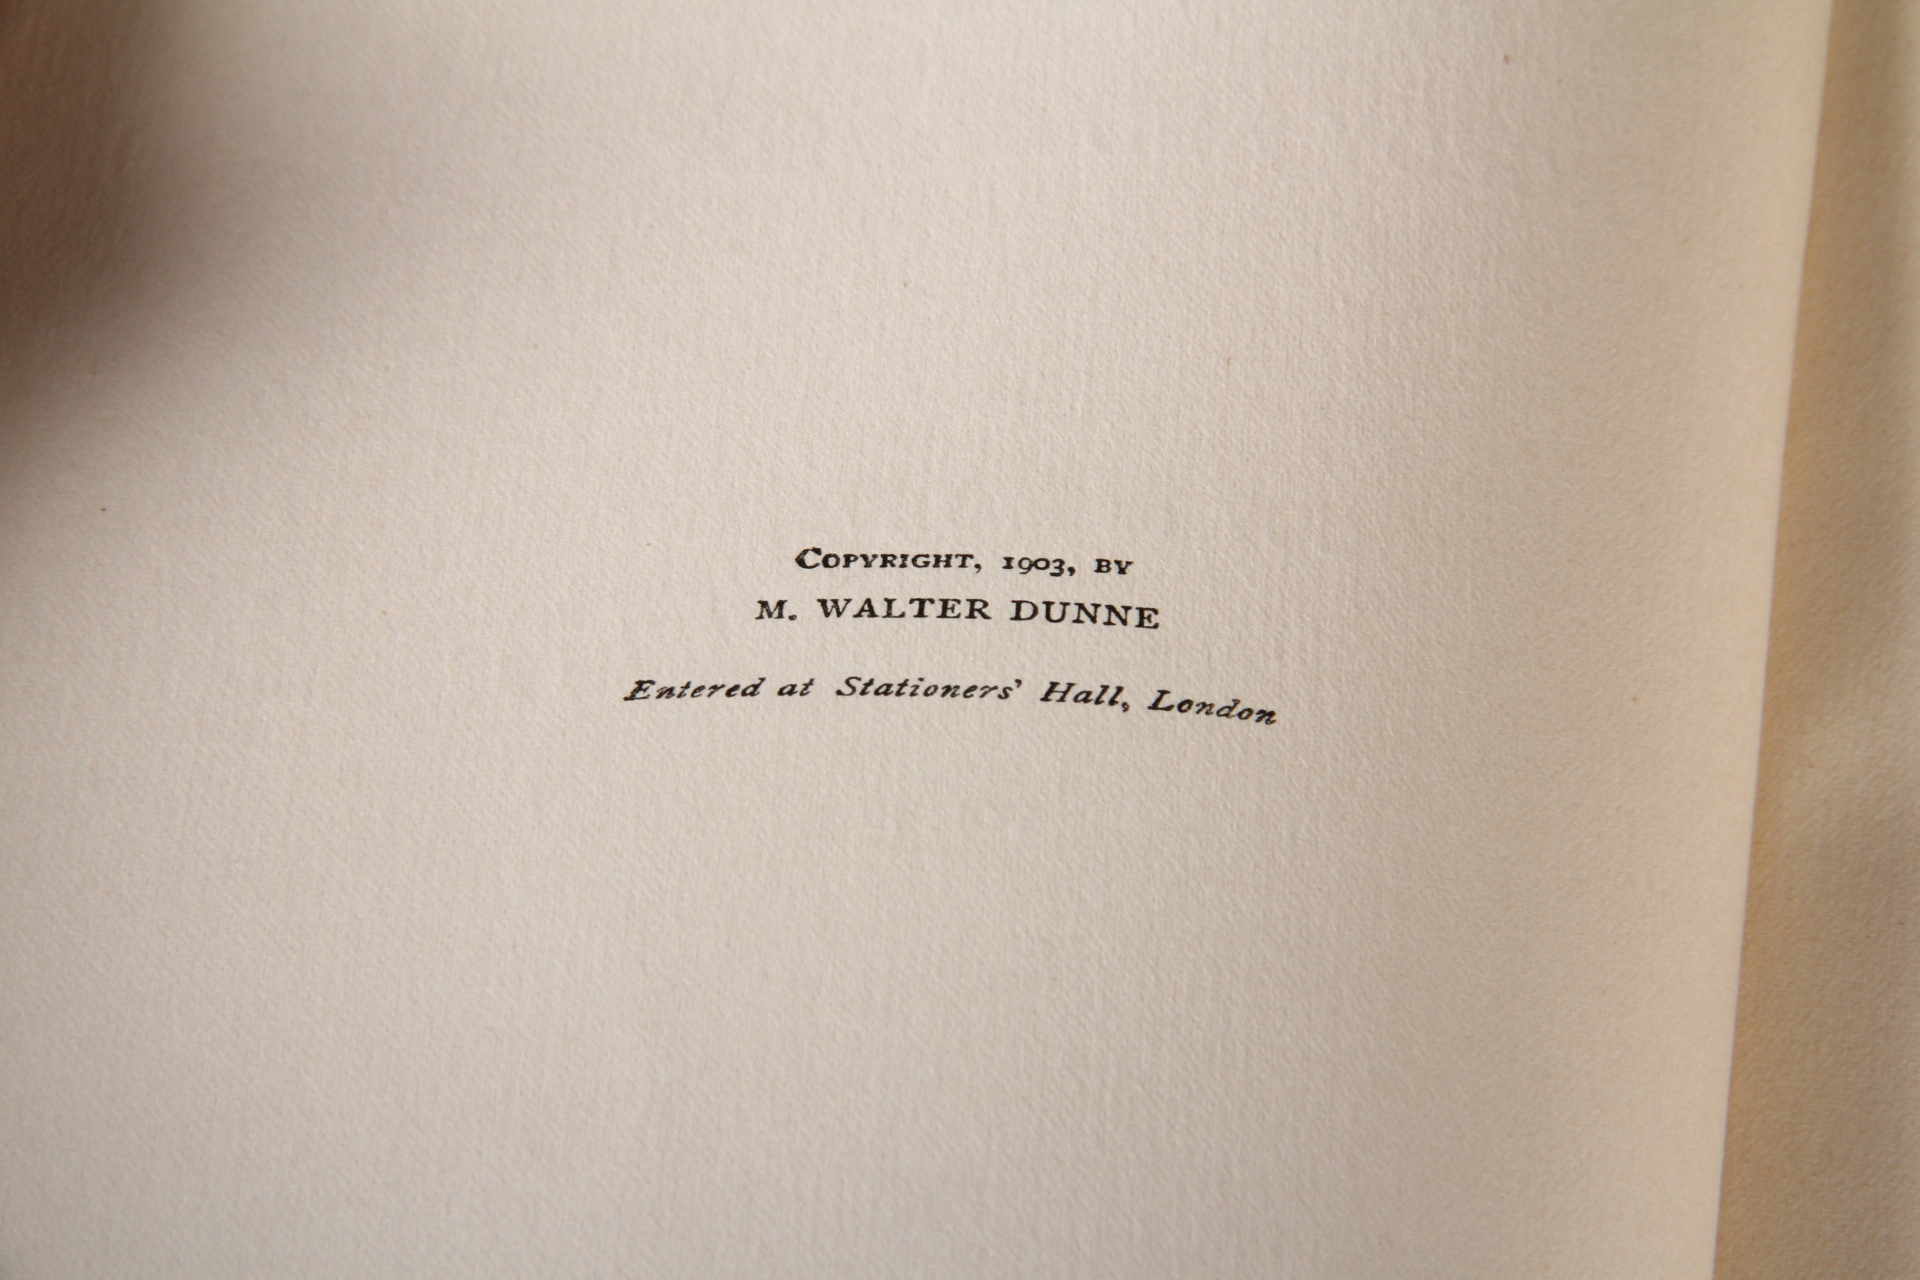 Copyright, 1903, by
M. WALTER DUNNE
Entered at Stationers' Hall, London